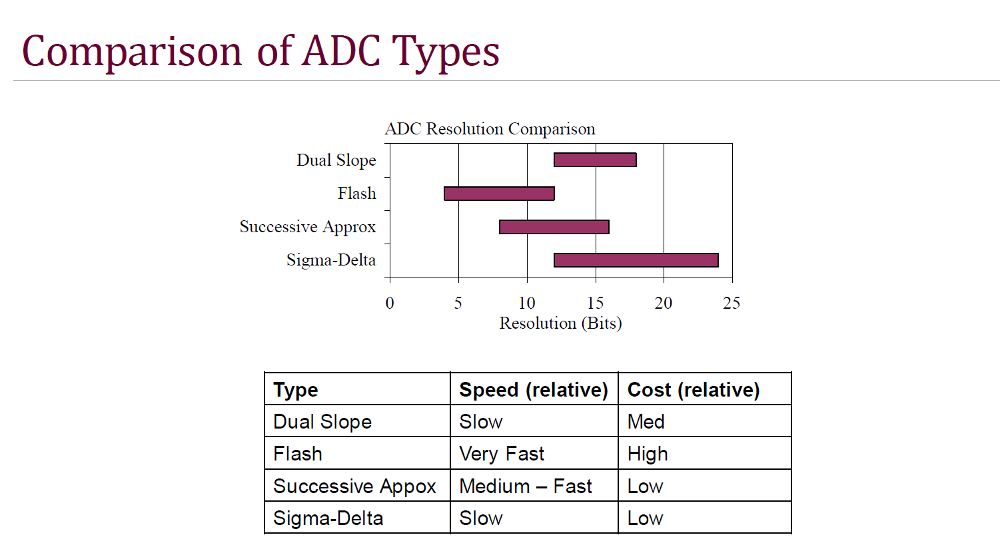 Comparison of ADC Types
ADC Resolution Comparison
Dual Slope
Flash
Successive Approx
Sigma-Delta
0 5 10 15 20 25
Resolution (Bits)
Type Speed (relative) Cost (relative)
Dual Slope Slow Med
Flash Very Fast High
Successive Appox Medium – Fast Low
Sigma-Delta Slow Low